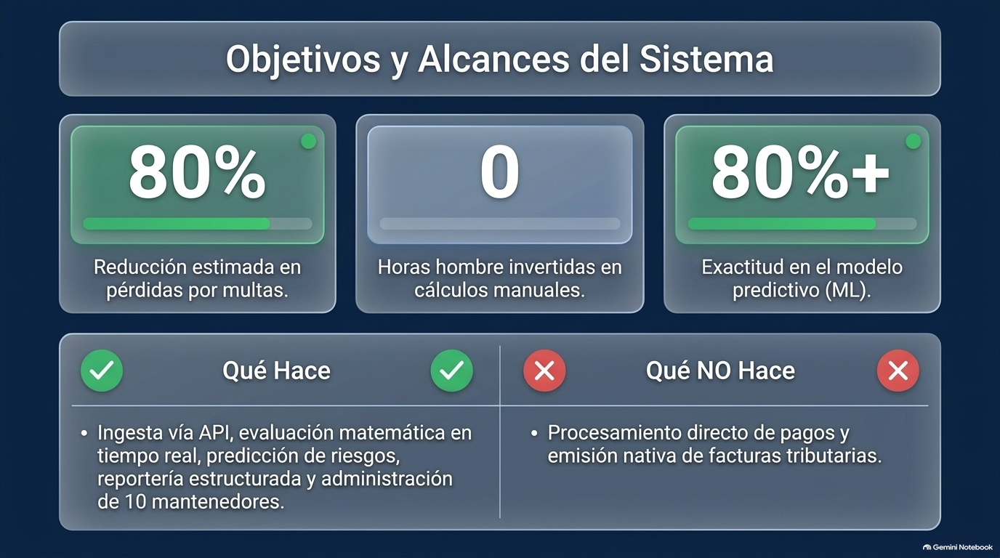 Objetivos y Alcances del Sistema
80%
Reducción estimada en
pérdidas por multas.
0
Horas hombre invertidas en
cálculos manuales.
80%+
Exactitud en el modelo
predictivo (ML).
Qué Hace
• Ingesta vía API, evaluación matemática en
tiempo real, predicción de riesgos,
reportería estructurada y administración
de 10 mantenedores.
Qué NO Hace
• Procesamiento directo de pagos y
emisión nativa de facturas tributarias.
Gemini Notebook